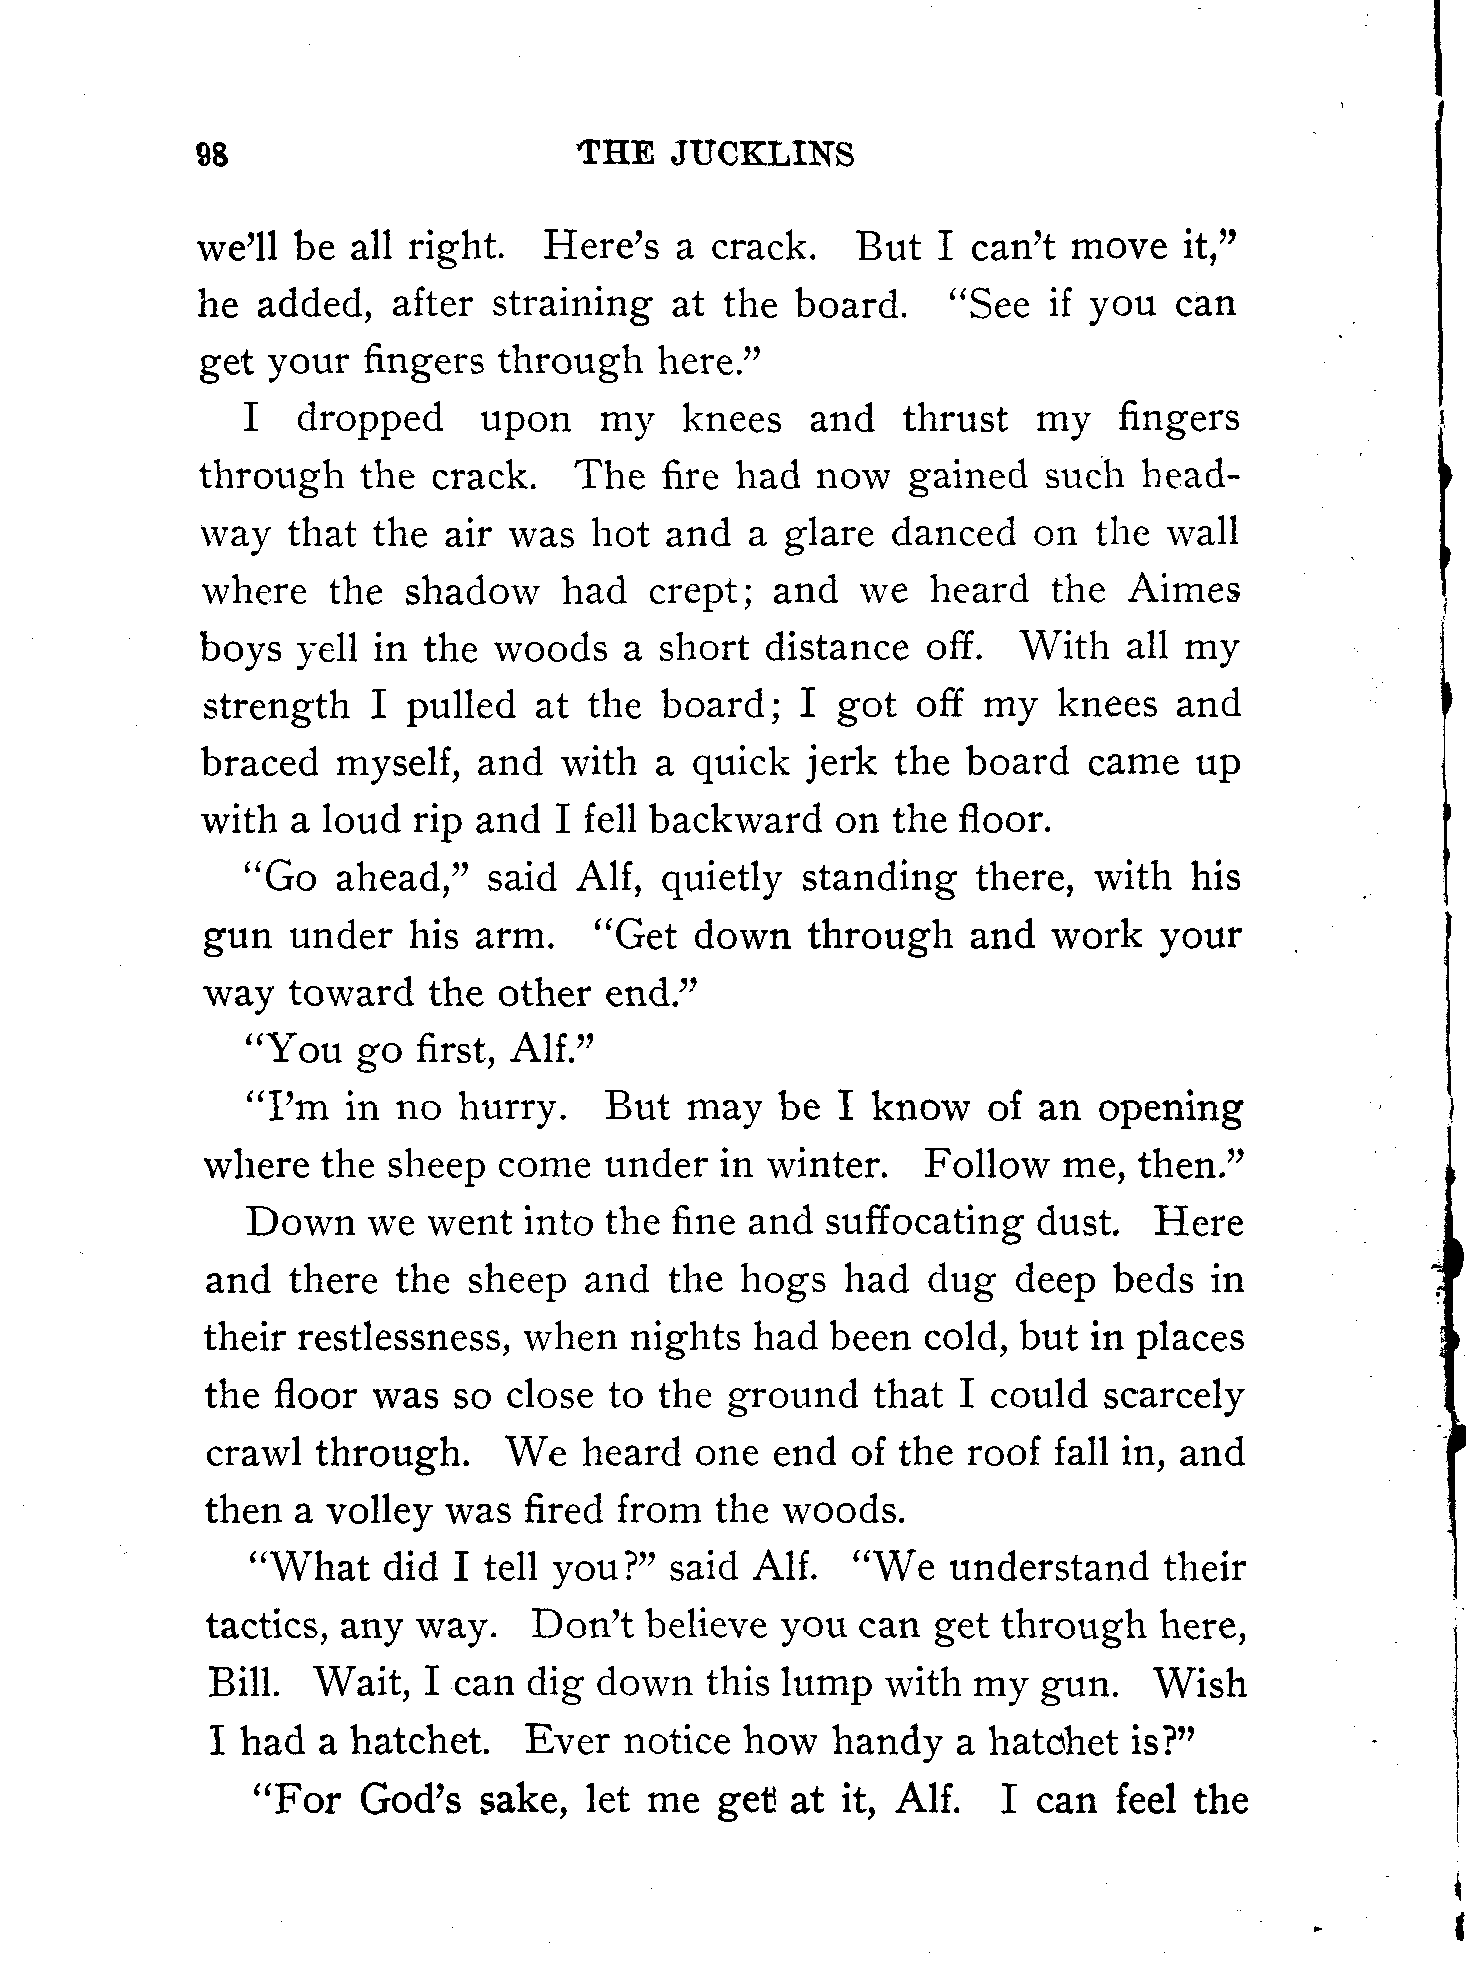 98 THE JUCKLINS
we'll be all right. Here's a crack. But I can't move it,"
he added, after straining at the board. "See if you can
get your fingers through here."
I dropped upon my knees and thrust my fingers
through the crack. The fire had now gained such head-
way that the air was hot and a glare danced on the wall
where the shadow had crept; and we heard the Aimes
boys yell in the woods a short distance off. With all my
strength I pulled at the board; I got off my knees and
braced myself, and with a quick jerk the board came up
with a loud rip and I fell backward on the floor.
"Go ahead," said Alf, quietly standing there, with his
gun under his arm. "Get down through and work your
way toward the other end."
"You go first, Alf."
"I'm in no hurry. But may be I know of an opening
where the sheep come under in winter. Follow me, then."
Down we went into the fine and suffocating dust. Here
and there the sheep and the hogs had dug deep beds in
their restlessness, when nights had been cold, but in places
the floor was so close to the ground that I could scarcely
crawl through. We heard one end of the roof fall in, and
then a volley was fired from the woods.
"What did I tell you?" said Alf. "We understand their
tactics, any way. Don't believe you can get through here,
Bill. Wait, I can dig down this lump with my gun. Wish
I had a hatchet. Ever notice how handy a hatchet is?"
"For God's sake, let me get at it, Alf. I can feel the